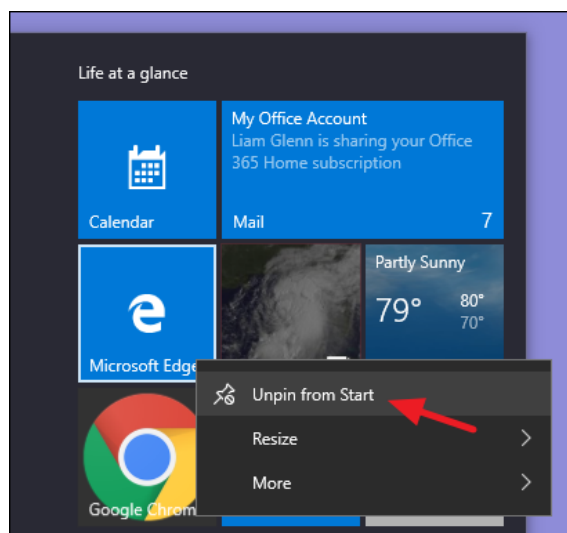 Life at a glance
My Office Account
Liam Glenn is sharing your Office
365 Home subscription
Calendar
Mail
7
Partly Sunny
79°
80°
70°
Microsoft Edge
Unpin from Start
Resize
More
Google Chrom